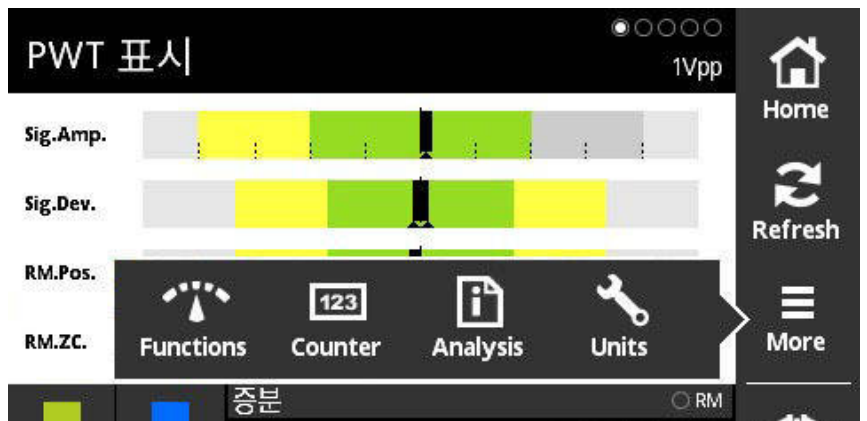 PWT 표시
1Vpp
Home
Sig.Amp.
Sig.Dev.
Refresh
RM.Pos.
123
Functions Counter Analysis Units
More
RM.ZC.
증분
RM